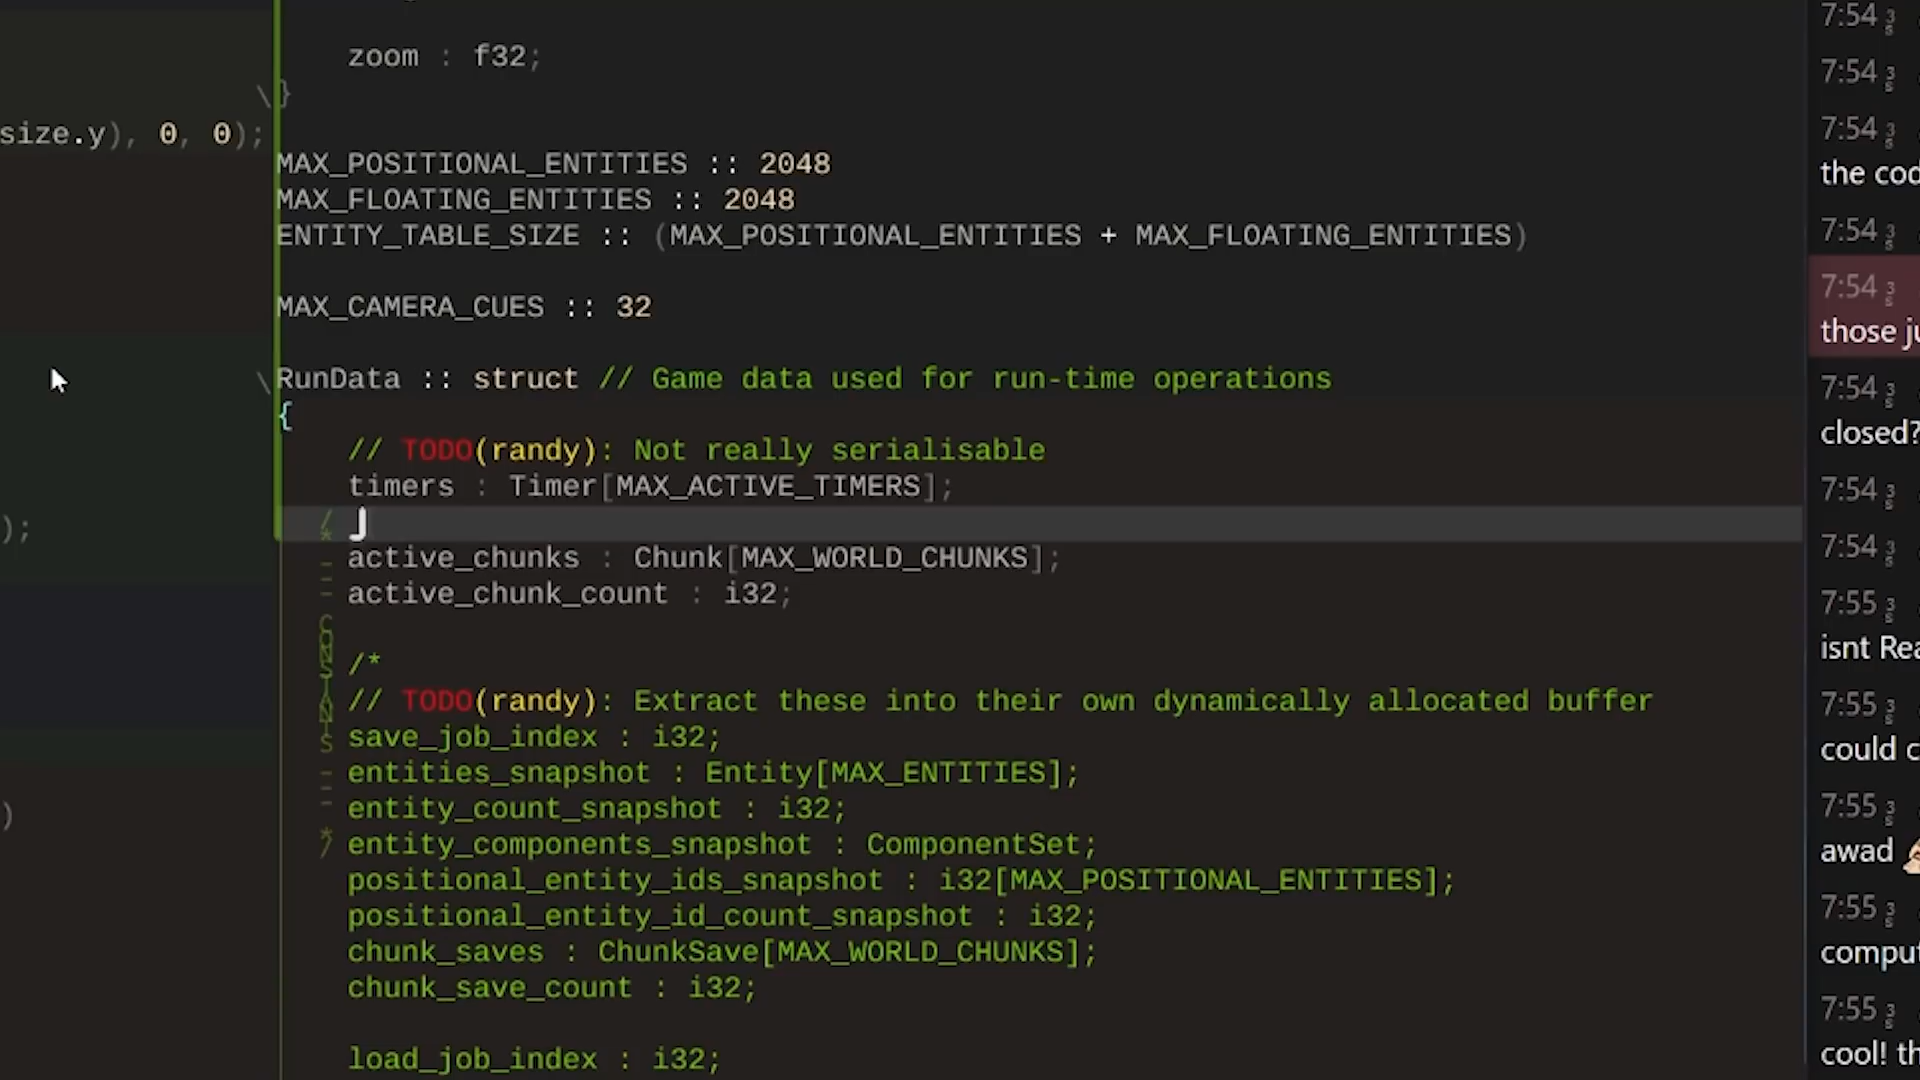 zoom : f32;
\}
size.y), 0, 0);
MAX_POSITIONAL_ENTITIES :: 2048
MAX_FLOATING_ENTITIES :: 2048
ENTITY_TABLE_SIZE :: (MAX_POSITIONAL_ENTITIES + MAX_FLOATING_ENTITIES)
MAX_CAMERA_CUES :: 32
\RunData :: struct // Game data used for run-time operations
{
// TODO(randy): Not really serialisable
timers : Timer[MAX_ACTIVE_TIMERS];
);
active_chunks : Chunk[MAX_WORLD_CHUNKS];
active_chunk_count : i32;
/*
// TODO(randy): Extract these into their own dynamically allocated buffer
save_job_index : i32;
entities_snapshot : Entity[MAX_ENTITIES];
entity_count_snapshot : i32;
)
entity_components_snapshot : ComponentSet;
positional_entity_ids_snapshot : i32[MAX_POSITIONAL_ENTITIES];
positional_entity_id_count_snapshot : i32;
chunk_saves : ChunkSave[MAX_WORLD_CHUNKS];
chunk_save_count : i32;
load_job_index : i32;
7:54
7:54
7:54
the cod
7:54
7:54
those ju
7:54
closed?
7:54
7:54
7:55
isnt Rea
7:55
could c
7:55
awad
7:55
comput
7:55
cool! th